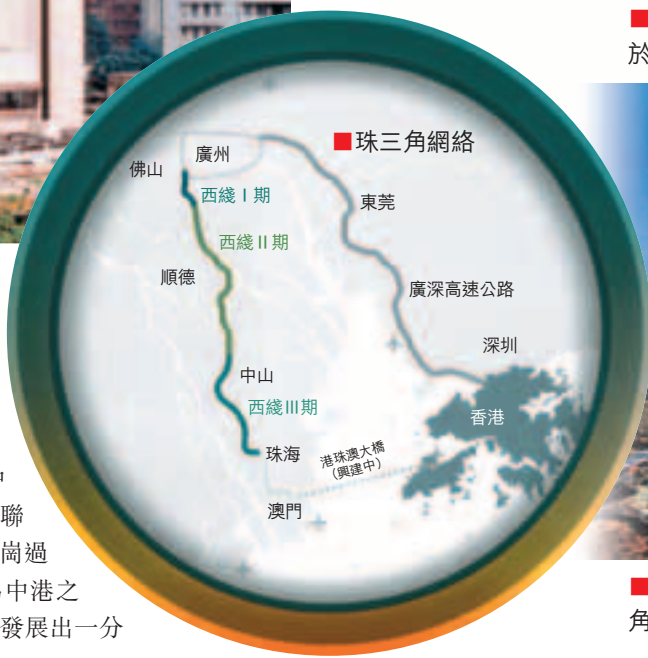 於
■珠三角網絡
廣州
佛山
西綫 I 期
東莞
西綫 II 期
順德
廣深高速公路
深圳
中山
西綫III期
香港
珠海
港珠澳大橋
（興建中）
澳門
聯
崗過
中港之
發展出一分
角